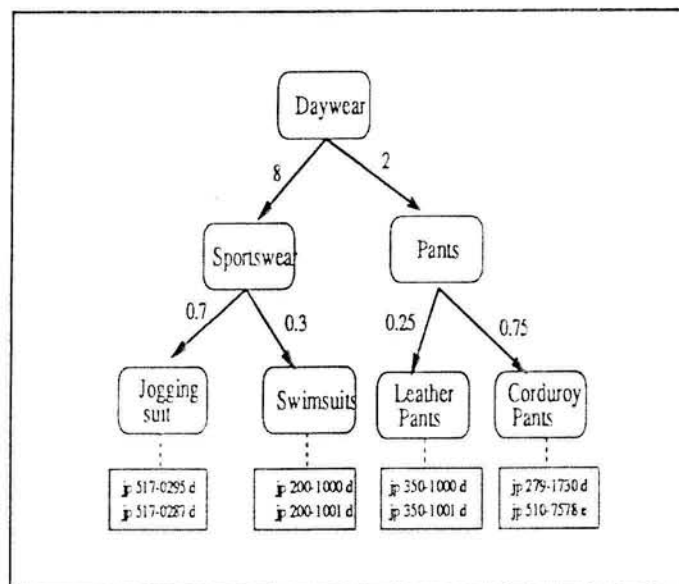 Daywear
8
2
Sportswear
Pants
0.7
0.3
0.25
0.75
Jogging
suit
Swimsuits
Leather
Pants
Corduroy
Pants
jp 517-0295 d
jp 517-0287 d
jp 200-1000 d
jp 200-1001 d
jp 350-1000 d
jp 350-1001 d
jp 279-1730 d
jp 510-7578 e